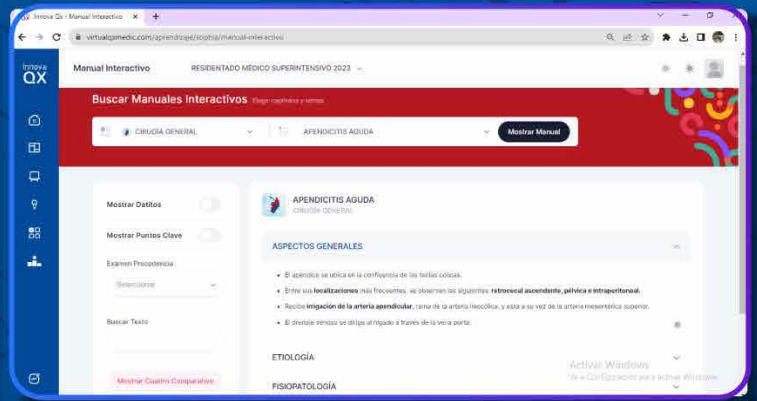 Innova Qx - Manual Interactivo
virtualqxmedic.com/aprendizaje/sophia/manual-interactivo
Innova
QX
Manual Interactivo
RESIDENTADO MÉDICO SUPERINTENSIVO 2023
Buscar Manuales Interactivos
Elegir capítulos y temas
CIRUGÍA GENERAL
APENDICITIS AGUDA
Mostrar Manual
Mostrar Datitos
Mostrar Puntos Clave
Examen Procedencia
Seleccione
Buscar Texto
Mostrar Cuadro Comparativo
APENDICITIS AGUDA
CIRUGÍA GENERAL
ASPECTOS GENERALES
El apéndice se ubica en la confluencia de las tenias cólicas.
Entre sus localizaciones más frecuentes, se observan las siguientes: retrocecal ascendente, pélvica e intraperitoneal.
Recibe irrigación de la arteria apendicular, rama de la arteria ileocólica, y esta a su vez de la arteria mesentérica superior.
El drenaje venoso se dirige al hígado a través de la vena porta.
ETIOLOGÍA
FISIOPATOLOGÍA
Activar Windows
Ve a Configuración para activar Windows.